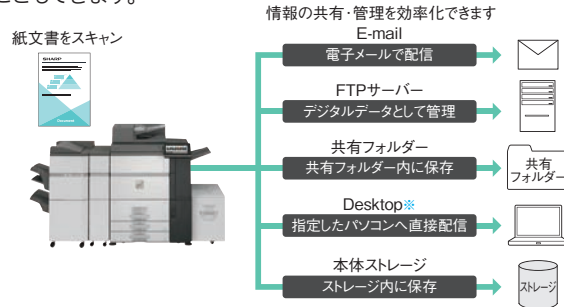 ことももできます。
情報の共有・管理を効率化できます
紙文書をスキャン
SHARP
Document
E-mail
電子メールで配信
FTPサーバー
デジタルデータとして管理
共有フォルダー
共有フォルダー内に保存
共有
フォルダー
Desktop※
指定したパソコンへ直接配信
本体ストレージ
ストレージ内に保存
ストレージ